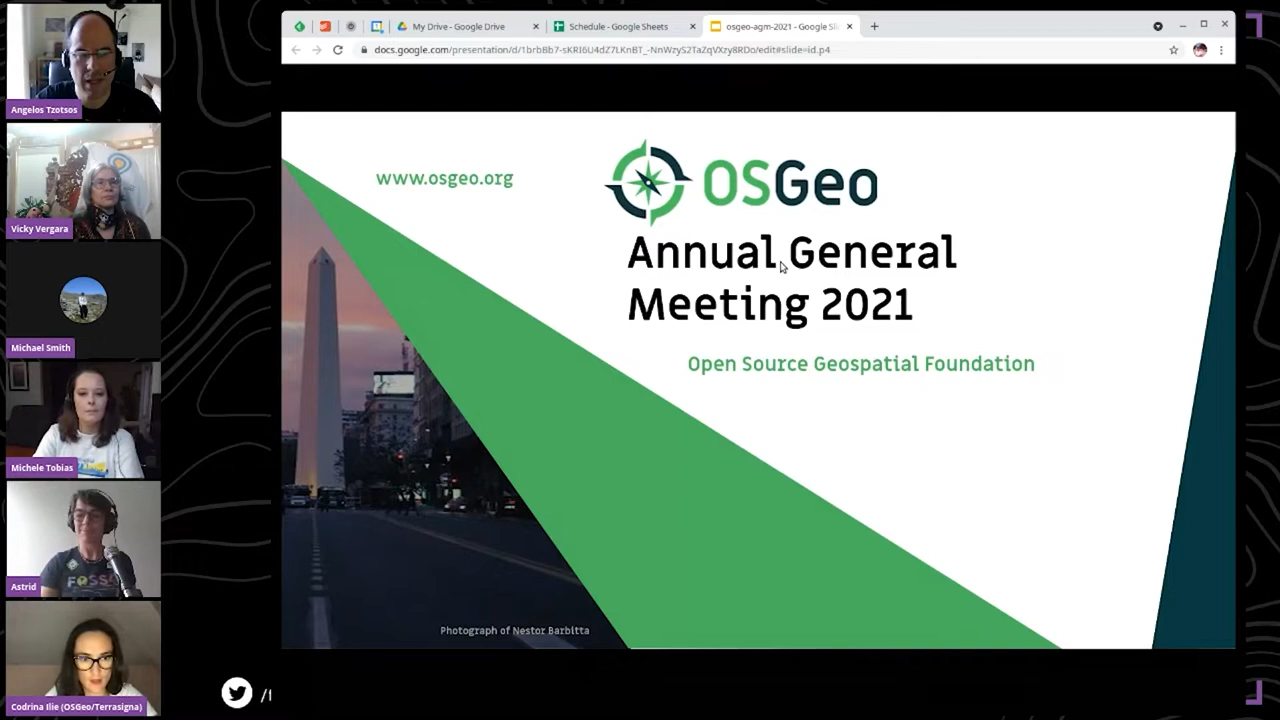 My Drive - Google Drive
Schedule - Google Sheets
osgeo-agm-2021 - Google Sli
docs.google.com/presentation/d/1brbBb7-sKRI6U4dZ7LKnBT_-NnWzyS2TaZqVXzy8RDo/edit#slide=id.p4
www.osgeo.org
OSGeo
Annual General
Meeting 2021
Open Source Geospatial Foundation
Photograph of Nestor Barbitta
Angelos Tzotsos
Vicky Vergara
Michael Smith
Michele Tobias
Astrid
Codrina Ilie (OSGeo/Terrasigna)
/f